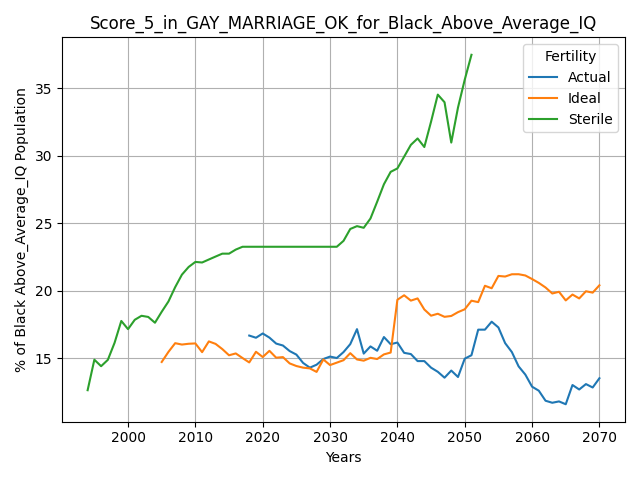 Score_5_in_GAY_MARRIAGE_OK_for_Black_Above_Average_IQ
% of Black Above_Average_IQ Population
35
30
25
20
15
Fertility
Actual
Ideal
Sterile
2000
2010
2020
2030
2040
2050
2060
2070
Years